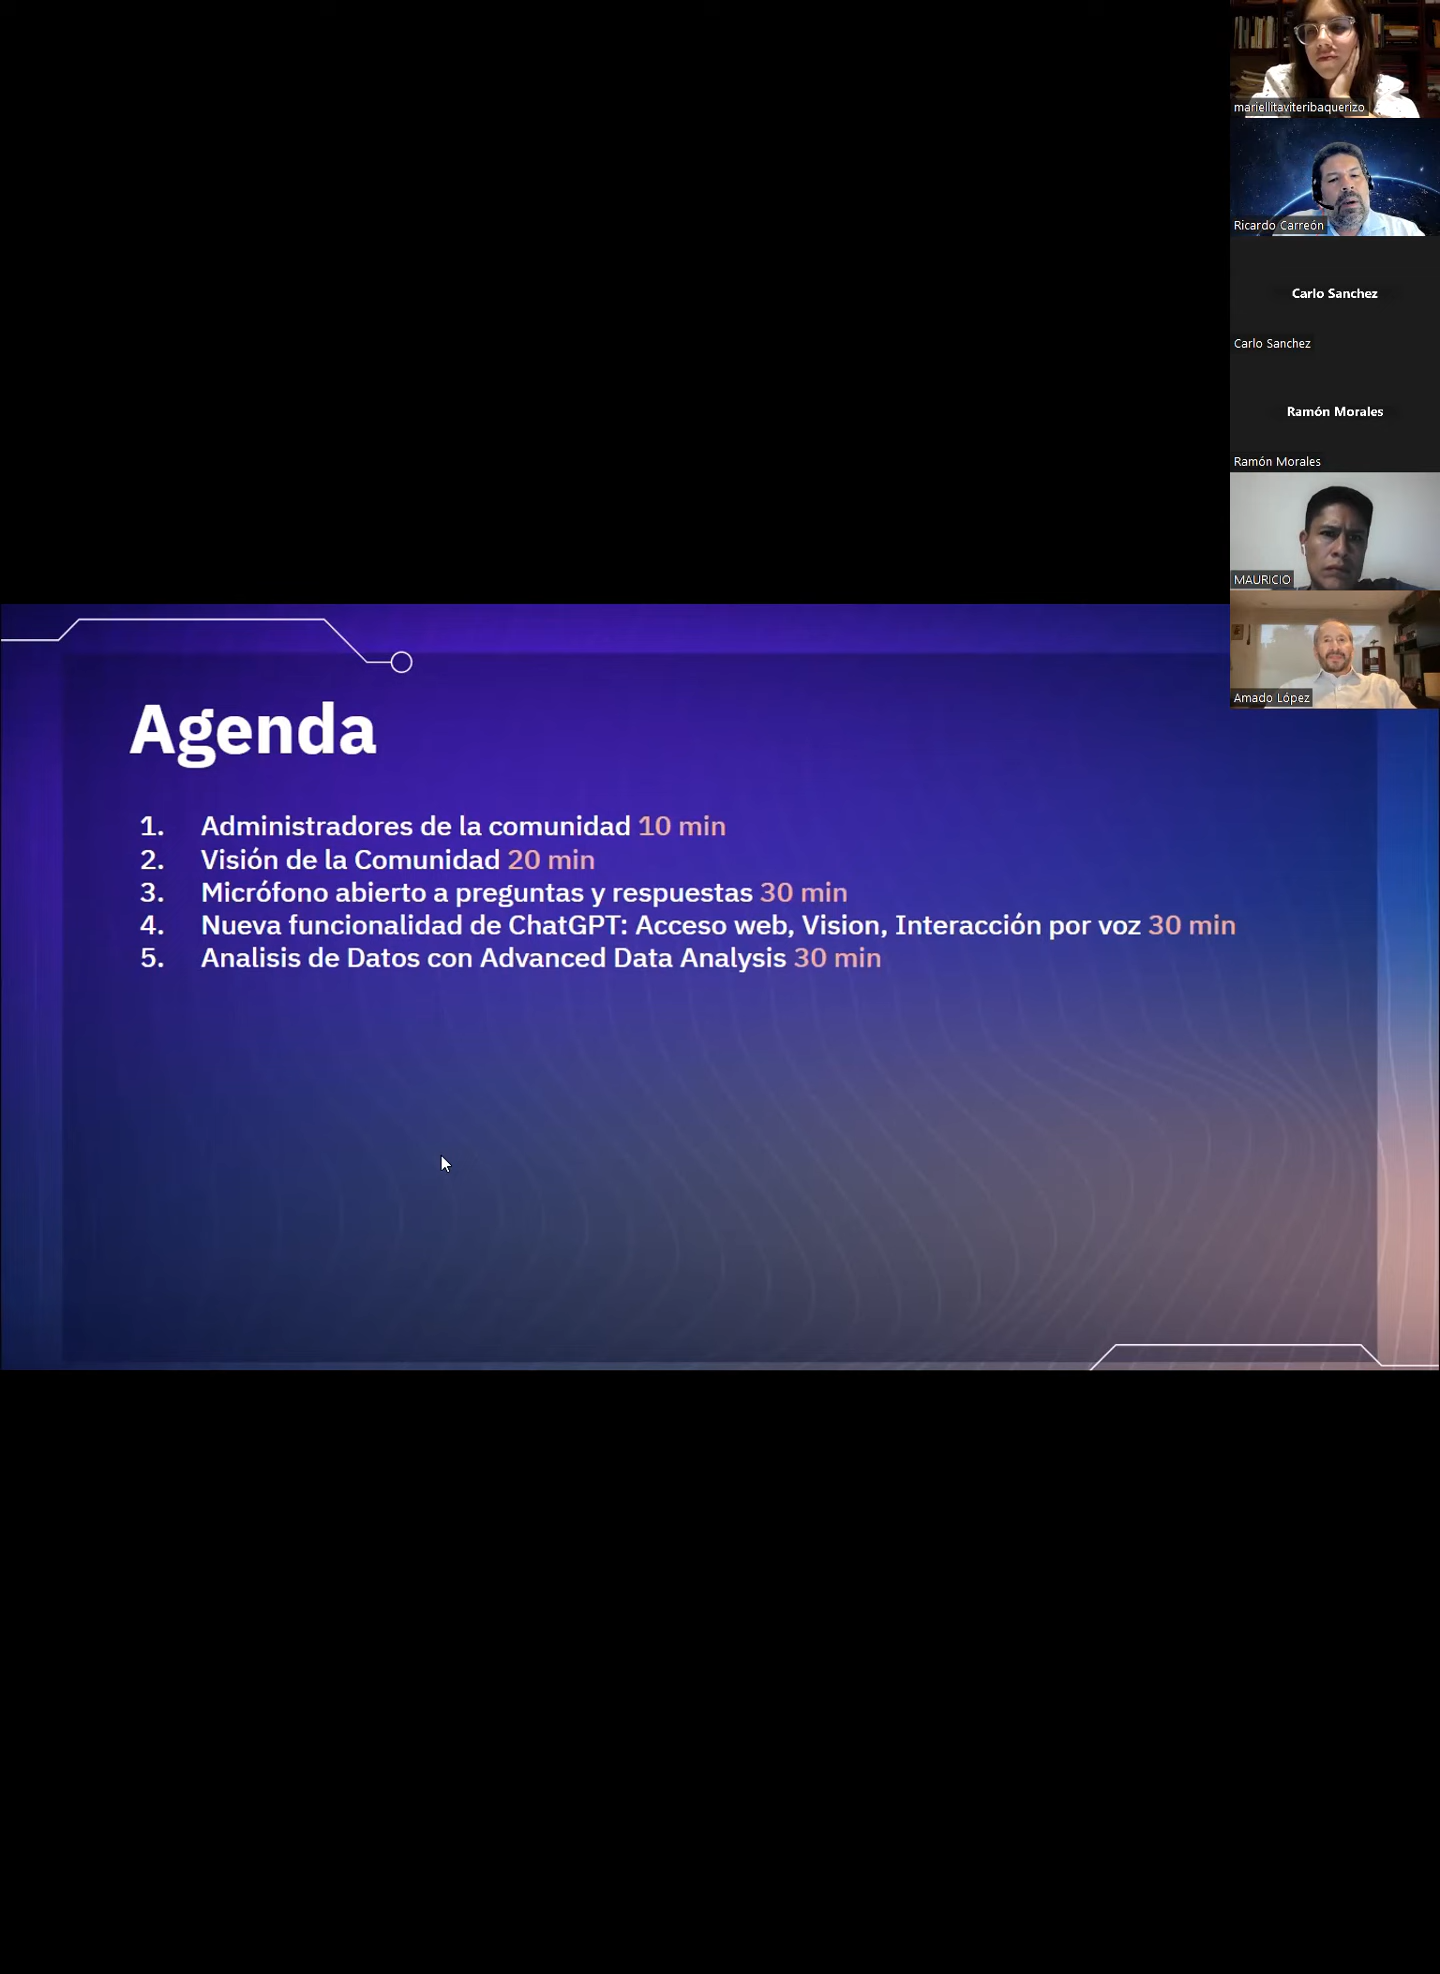 mariellitaviteribaquerizo
Ricardo Carreón
Carlo Sanchez
Carlo Sanchez
Ramón Morales
Ramón Morales
MAURICIO
Amado López
Agenda
1. Administradores de la comunidad 10 min
2. Visión de la Comunidad 20 min
3. Micrófono abierto a preguntas y respuestas 30 min
4. Nueva funcionalidad de ChatGPT: Acceso web, Vision, Interacción por voz 30 min
5. Analisis de Datos con Advanced Data Analysis 30 min